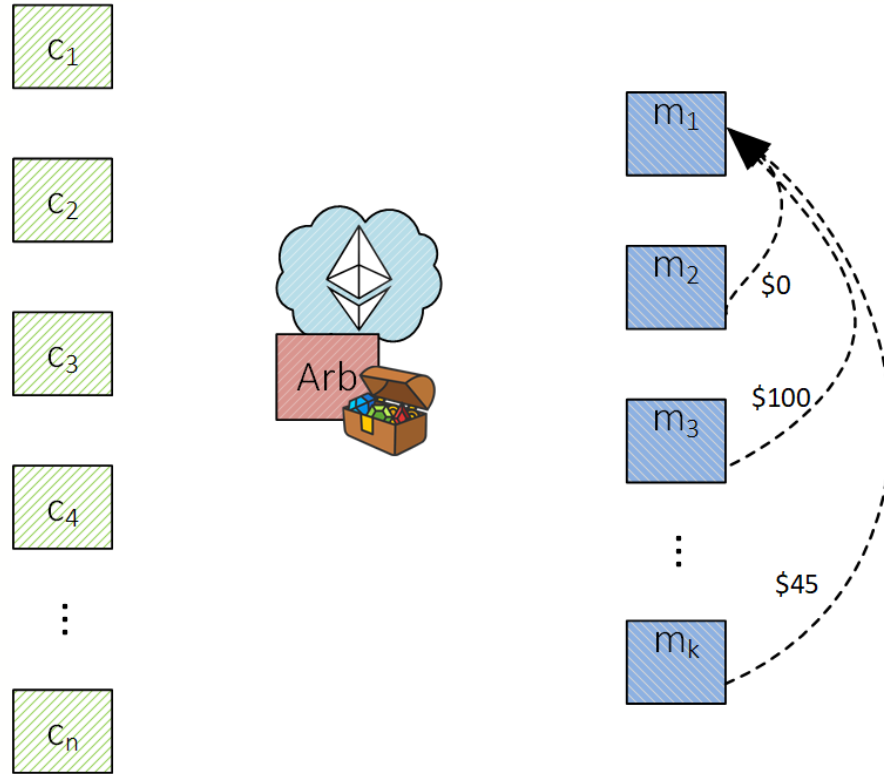 c₁
c₂
c₃
c₄
⋮
cₙ
Arb
m₁
m₂
m₃
⋮
mₖ
$0
$100
$45